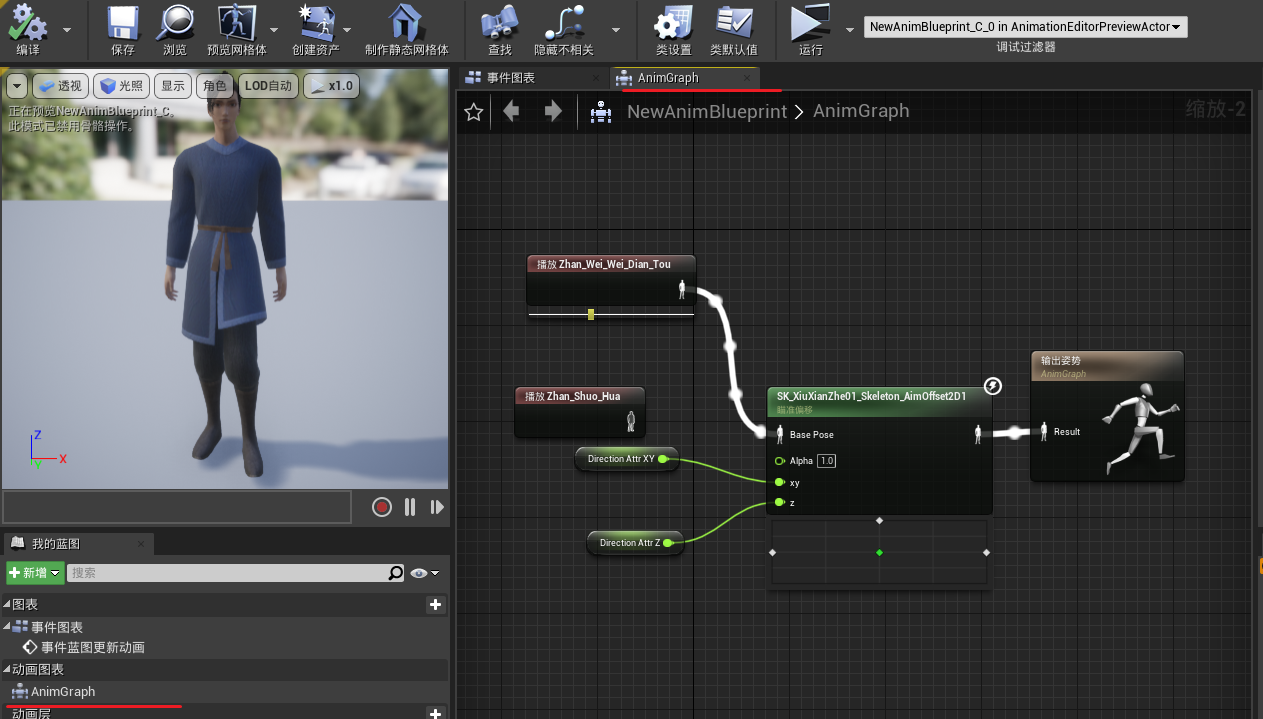 编译
保存
浏览
预览网格体
创建资产
制作静态网格体
查找
隐藏不相关
类设置
类默认值
运行
NewAnimBlueprint_C_0 in AnimationEditorPreviewActor
调试过滤器
透视
光照
显示
角色
LOD自动
x1.0
正在预览NewAnimBlueprint_C。
此模式已禁用骨骼操作。
Z
X
Y
事件图表
AnimGraph
NewAnimBlueprint > AnimGraph
缩放-2
播放 Zhan_Wei_Wei_Dian_Tou
播放 Zhan_Shuo_Hua
Direction Attr XY
Direction Attr Z
SK_XiuXianZhe01_Skeleton_AimOffset2D1
瞄准偏移
Base Pose
Alpha 1.0
xy
z
输出姿势
AnimGraph
Result
我的蓝图
新增
搜索
图表
事件图表
事件蓝图更新动画
动画图表
AnimGraph
动画层